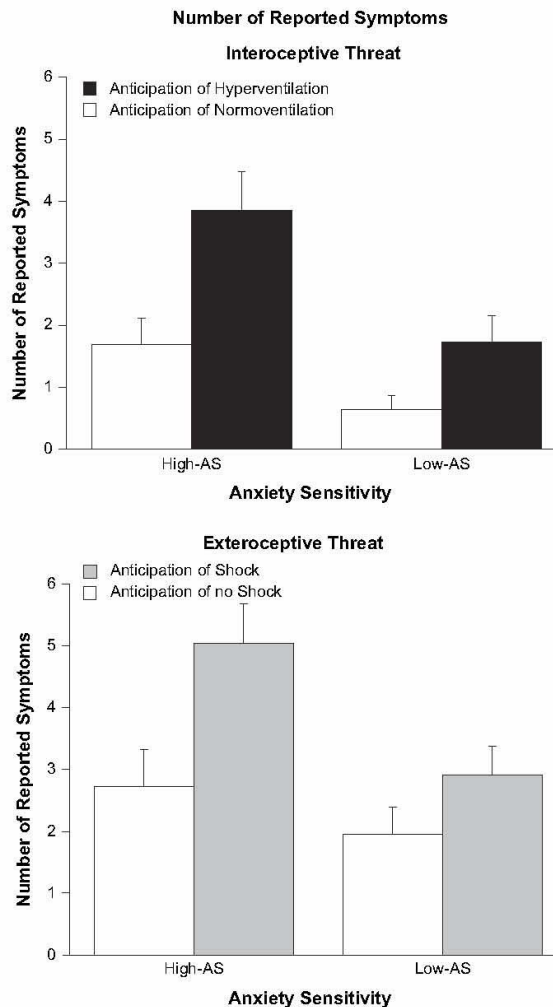 Number of Reported Symptoms
Interoceptive Threat
6
Anticipation of Hyperventilation
Anticipation of Normoventilation
5
4
3
2
1
0
Number of Reported Symptoms
High-AS
Low-AS
Anxiety Sensitivity
Exteroceptive Threat
6
Anticipation of Shock
Anticipation of no Shock
5
4
3
2
1
0
Number of Reported Symptoms
High-AS
Low-AS
Anxiety Sensitivity